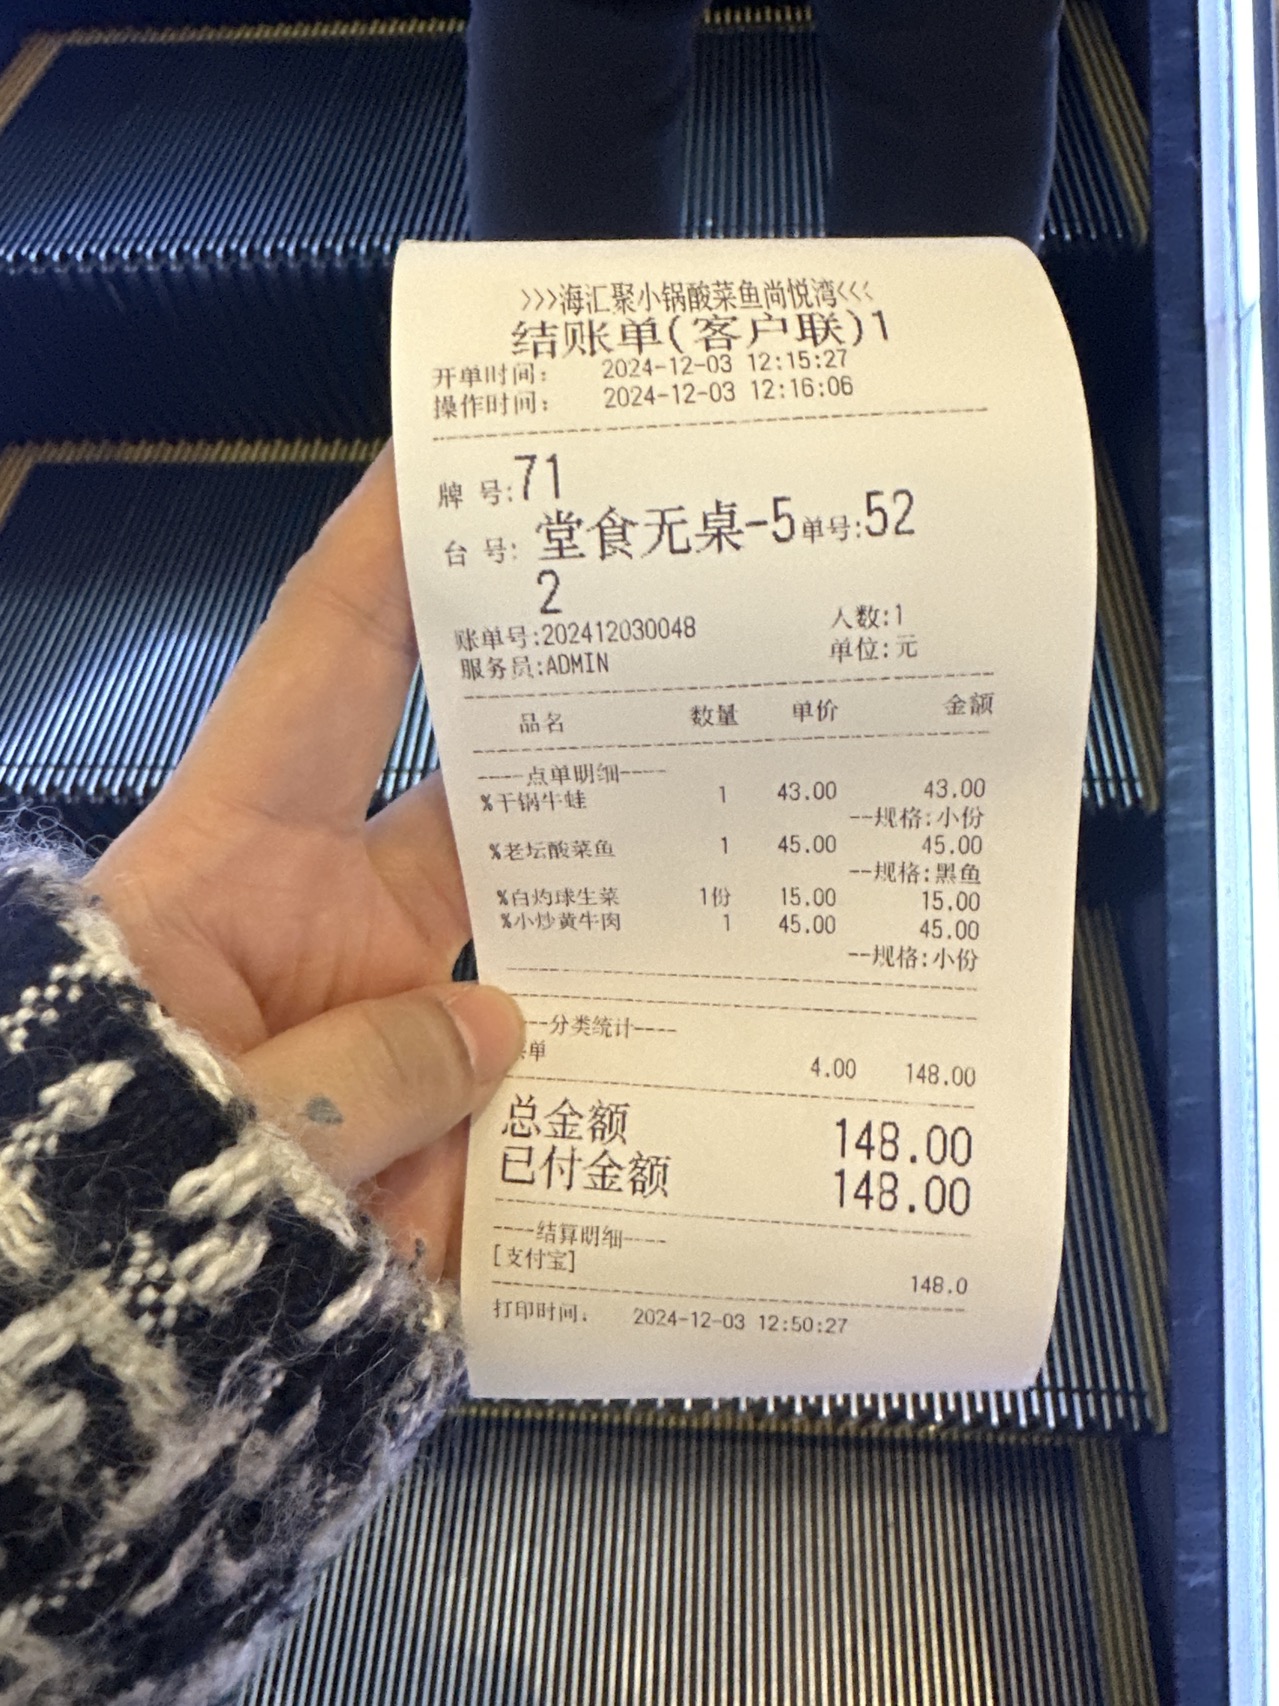 >>>海汇聚小锅酸菜鱼尚悦湾<<<
结账单(客户联)1
开单时间: 2024-12-03 12:15:27
操作时间: 2024-12-03 12:16:06
牌 号:71
台 号: 堂食无桌-5单号:52
2
账单号:202412030048 人数:1
服务员:ADMIN 单位:元
品名 数量 单价 金额
----点单明细----
%干锅牛蛙 1 43.00 43.00
--规格:小份
%老坛酸菜鱼 1 45.00 45.00
--规格:黑鱼
%白灼球生菜 1份 15.00 15.00
%小炒黄牛肉 1 45.00 45.00
--规格:小份
--分类统计----
单 4.00 148.00
总金额 148.00
已付金额 148.00
----结算明细----
[支付宝]
148.0
打印时间: 2024-12-03 12:50:27